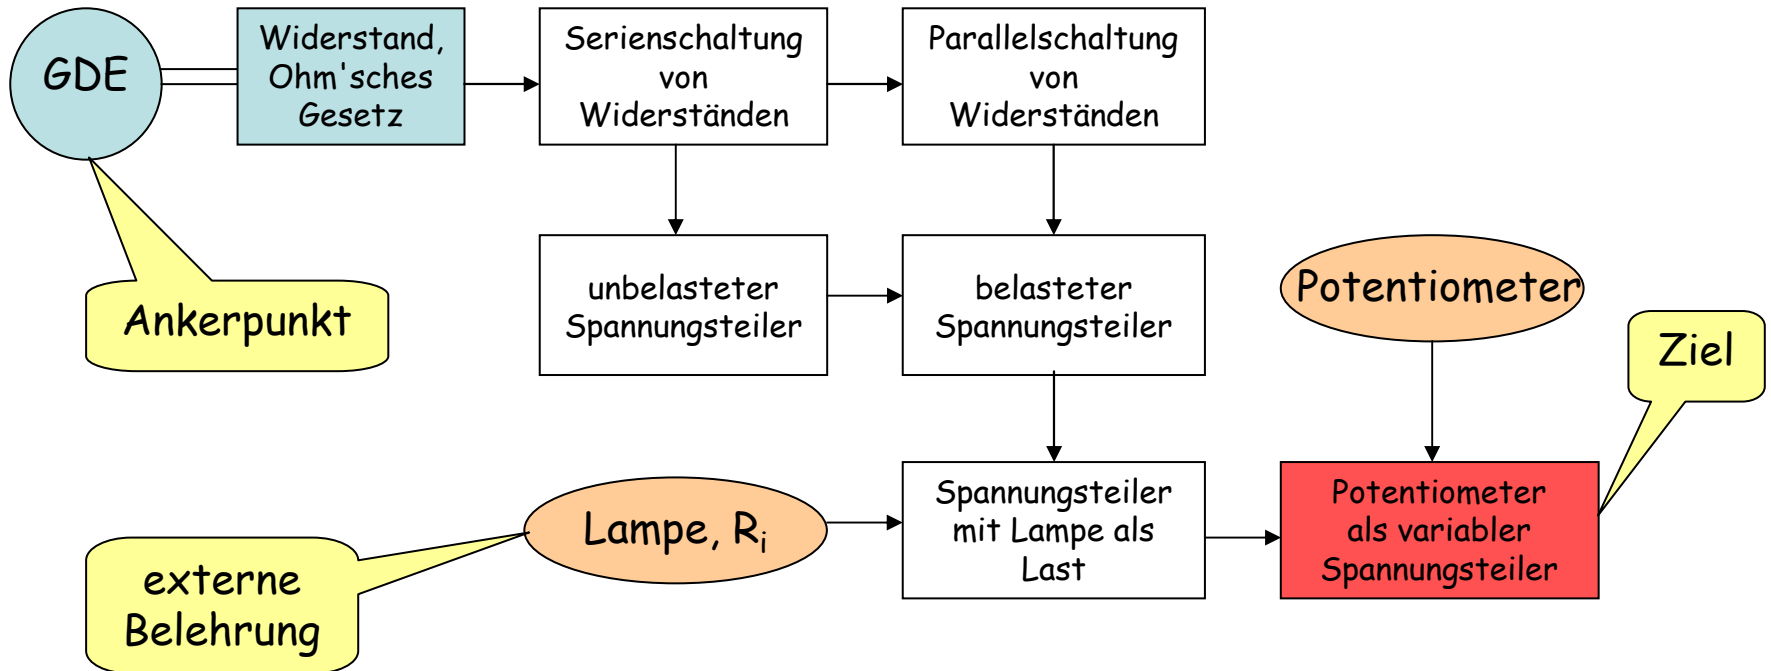 GDE
Widerstand,
Ohm'sches
Gesetz
Serienschaltung
von
Widerständen
Parallelschaltung
von
Widerständen
Ankerpunkt
unbelasteter
Spannungsteiler
belasteter
Spannungsteiler
Potentiometer
Ziel
externe
Belehrung
Lampe, Ri
Spannungsteiler
mit Lampe als
Last
Potentiometer
als variabler
Spannungsteiler